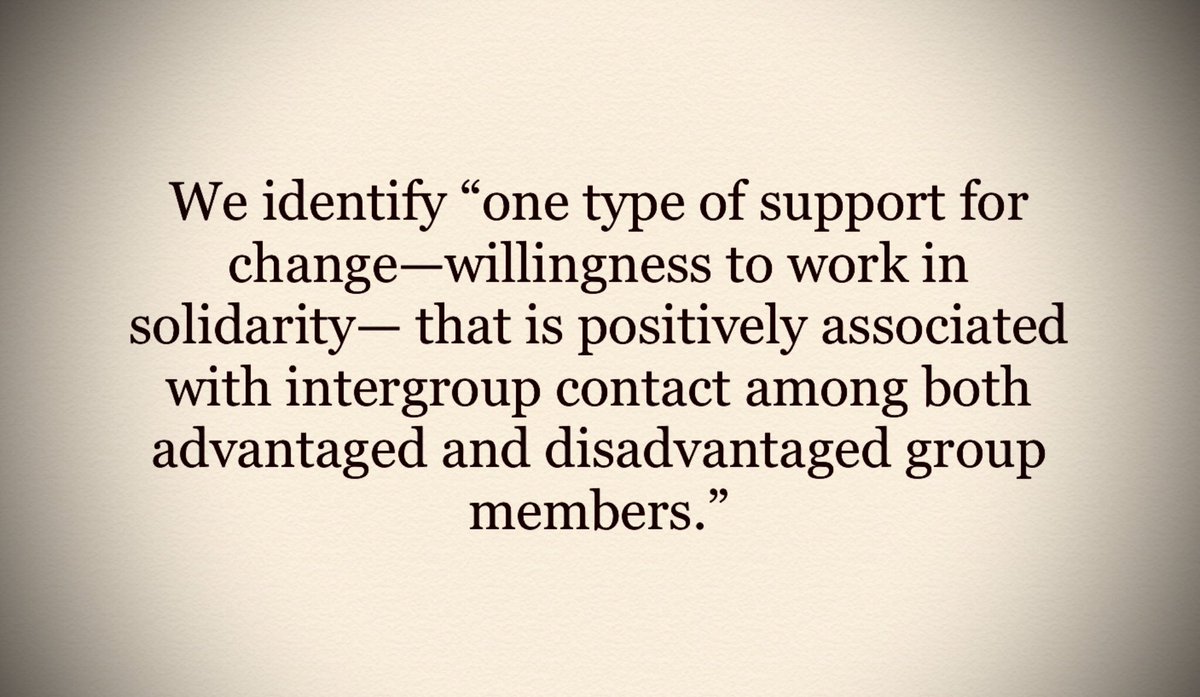 We identify “one type of support for
change—willingness to work in
solidarity— that is positively associated
with intergroup contact among both
advantaged and disadvantaged group
members.”